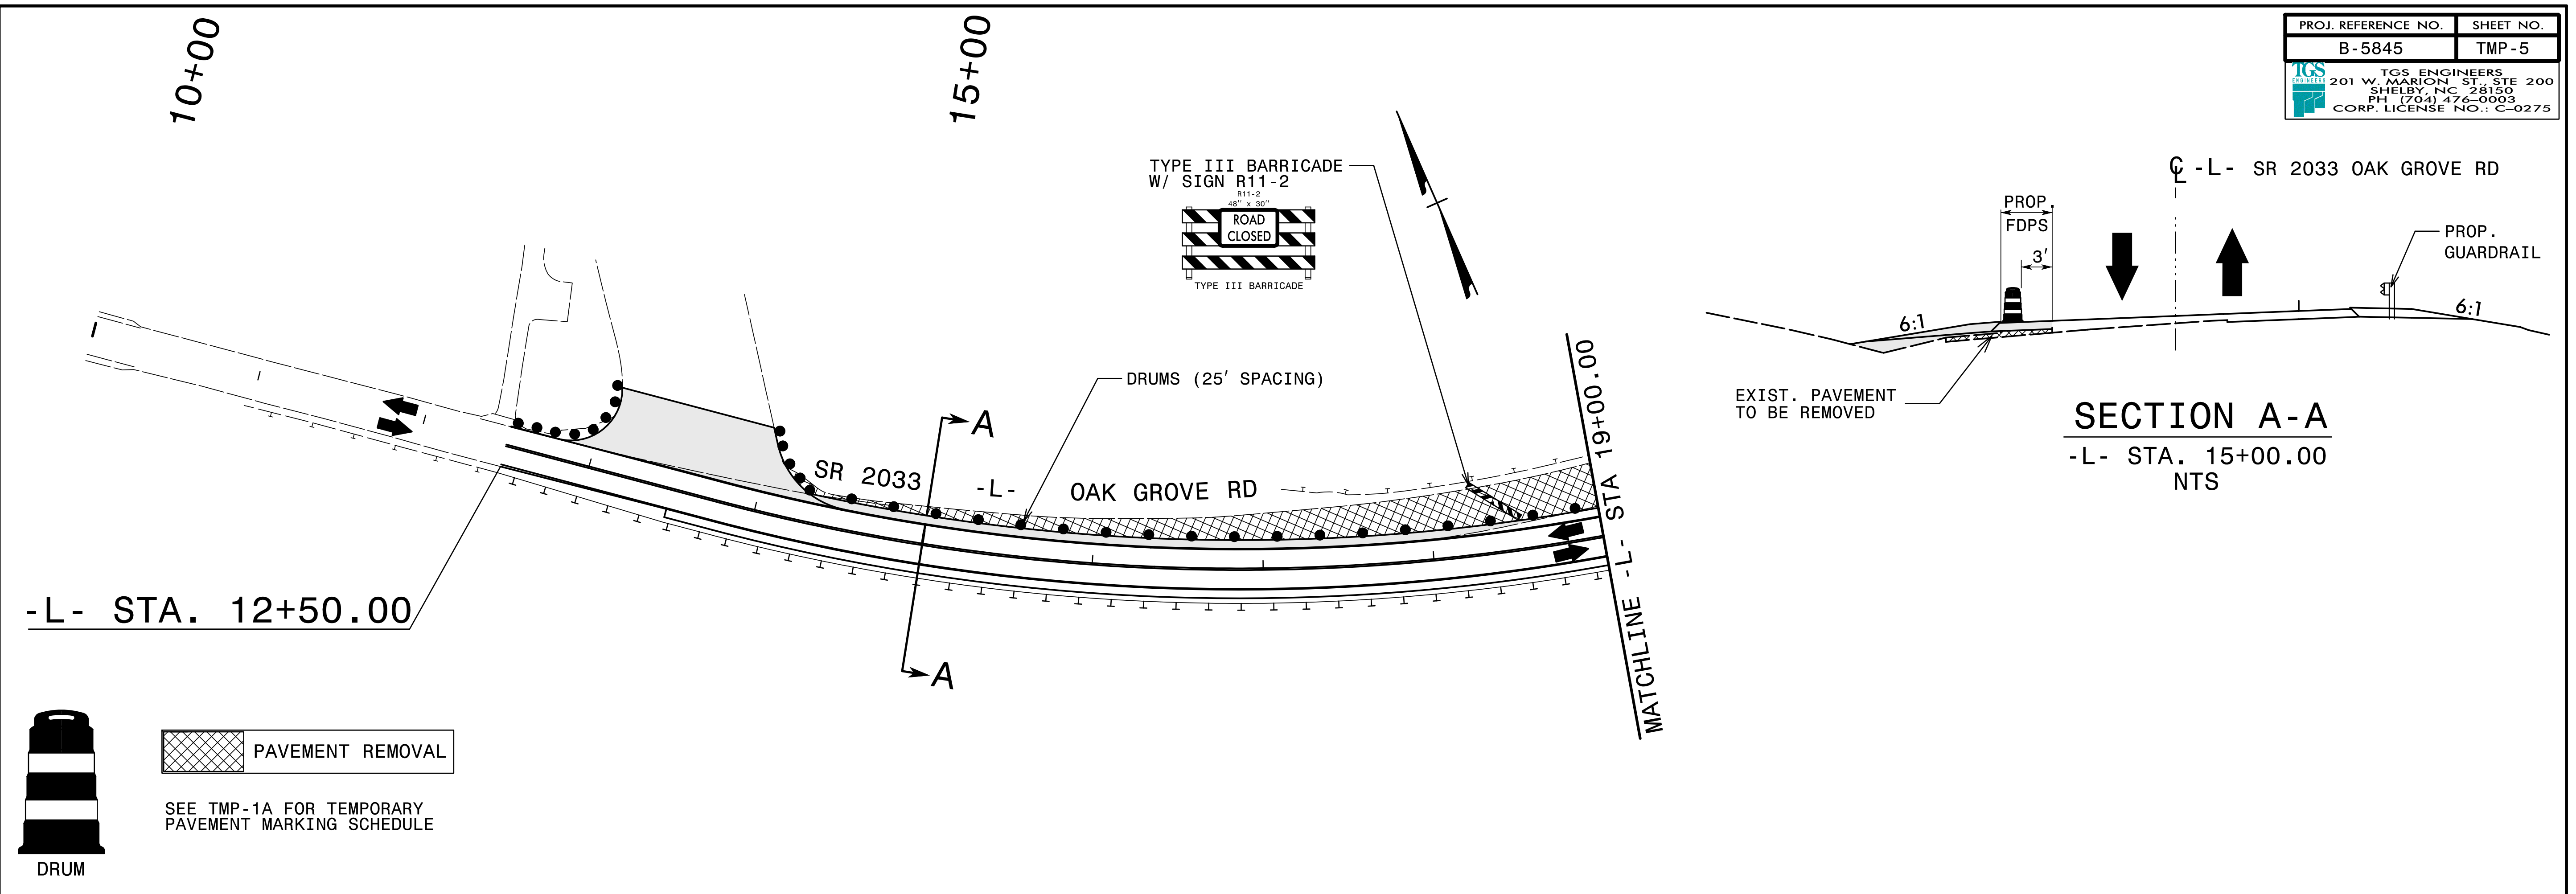 PROJ. REFERENCE NO.
SHEET NO.
B-5845
TMP-5
TGS
ENGINEERS
TGS ENGINEERS
201 W. MARION ST., STE 200
SHELBY, NC 28150
PH (704) 476-0003
CORP. LICENSE NO.: C-0275
10+00
15+00
TYPE III BARRICADE
W/ SIGN R11-2
R11-2
48" x 30"
ROAD
CLOSED
TYPE III BARRICADE
DRUMS (25' SPACING)
A
SR 2033
-L-
OAK GROVE RD
A
-L- STA. 12+50.00
MATCHLINE -L- STA 19+00.00
℄ -L- SR 2033 OAK GROVE RD
PROP.
FDPS
3'
PROP.
GUARDRAIL
6:1
6:1
EXIST. PAVEMENT
TO BE REMOVED
SECTION A-A
-L- STA. 15+00.00
NTS
PAVEMENT REMOVAL
SEE TMP-1A FOR TEMPORARY
PAVEMENT MARKING SCHEDULE
DRUM